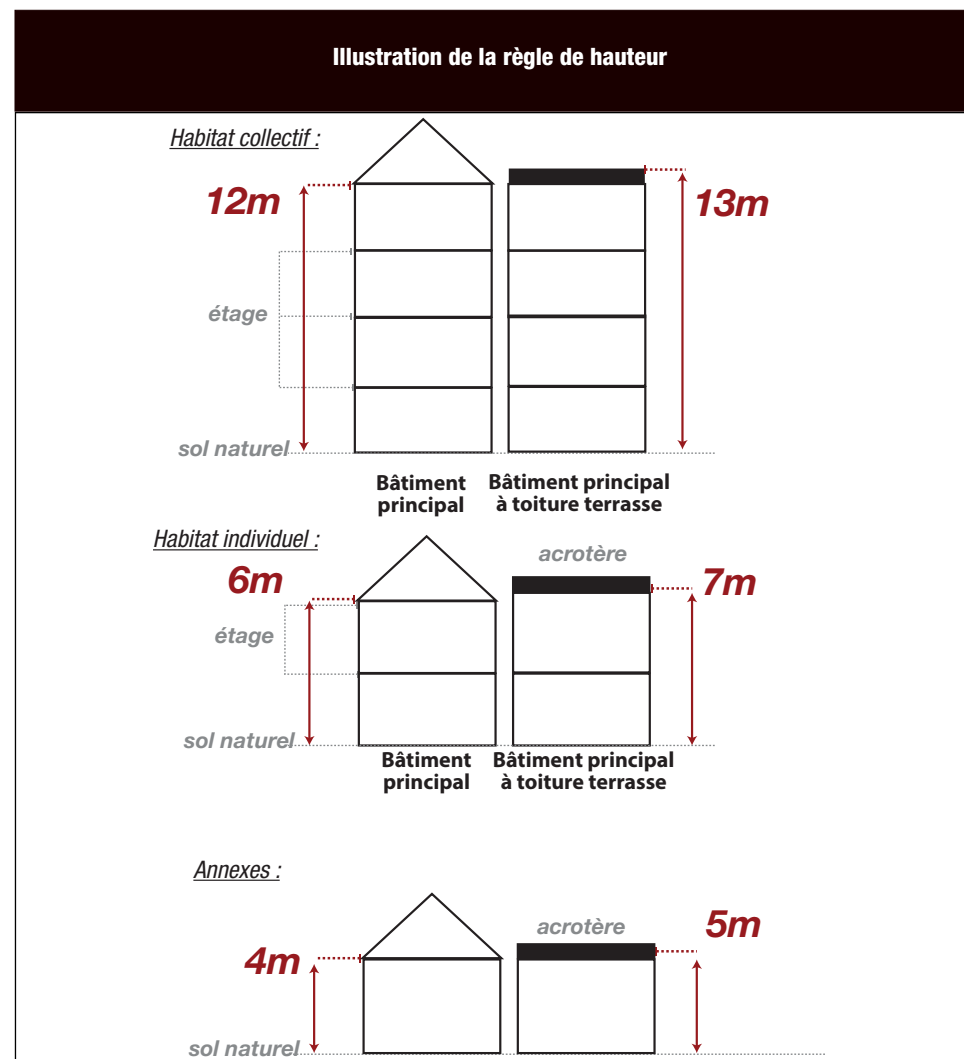 Illustration de la règle de hauteur
Habitat collectif :
12m
13m
étage
sol naturel
Bâtiment
principal
Bâtiment principal
à toiture terrasse
Habitat individuel :
acrotère
6m
7m
étage
sol naturel
Bâtiment
principal
Bâtiment principal
à toiture terrasse
Annexes :
acrotère
5m
4m
sol naturel